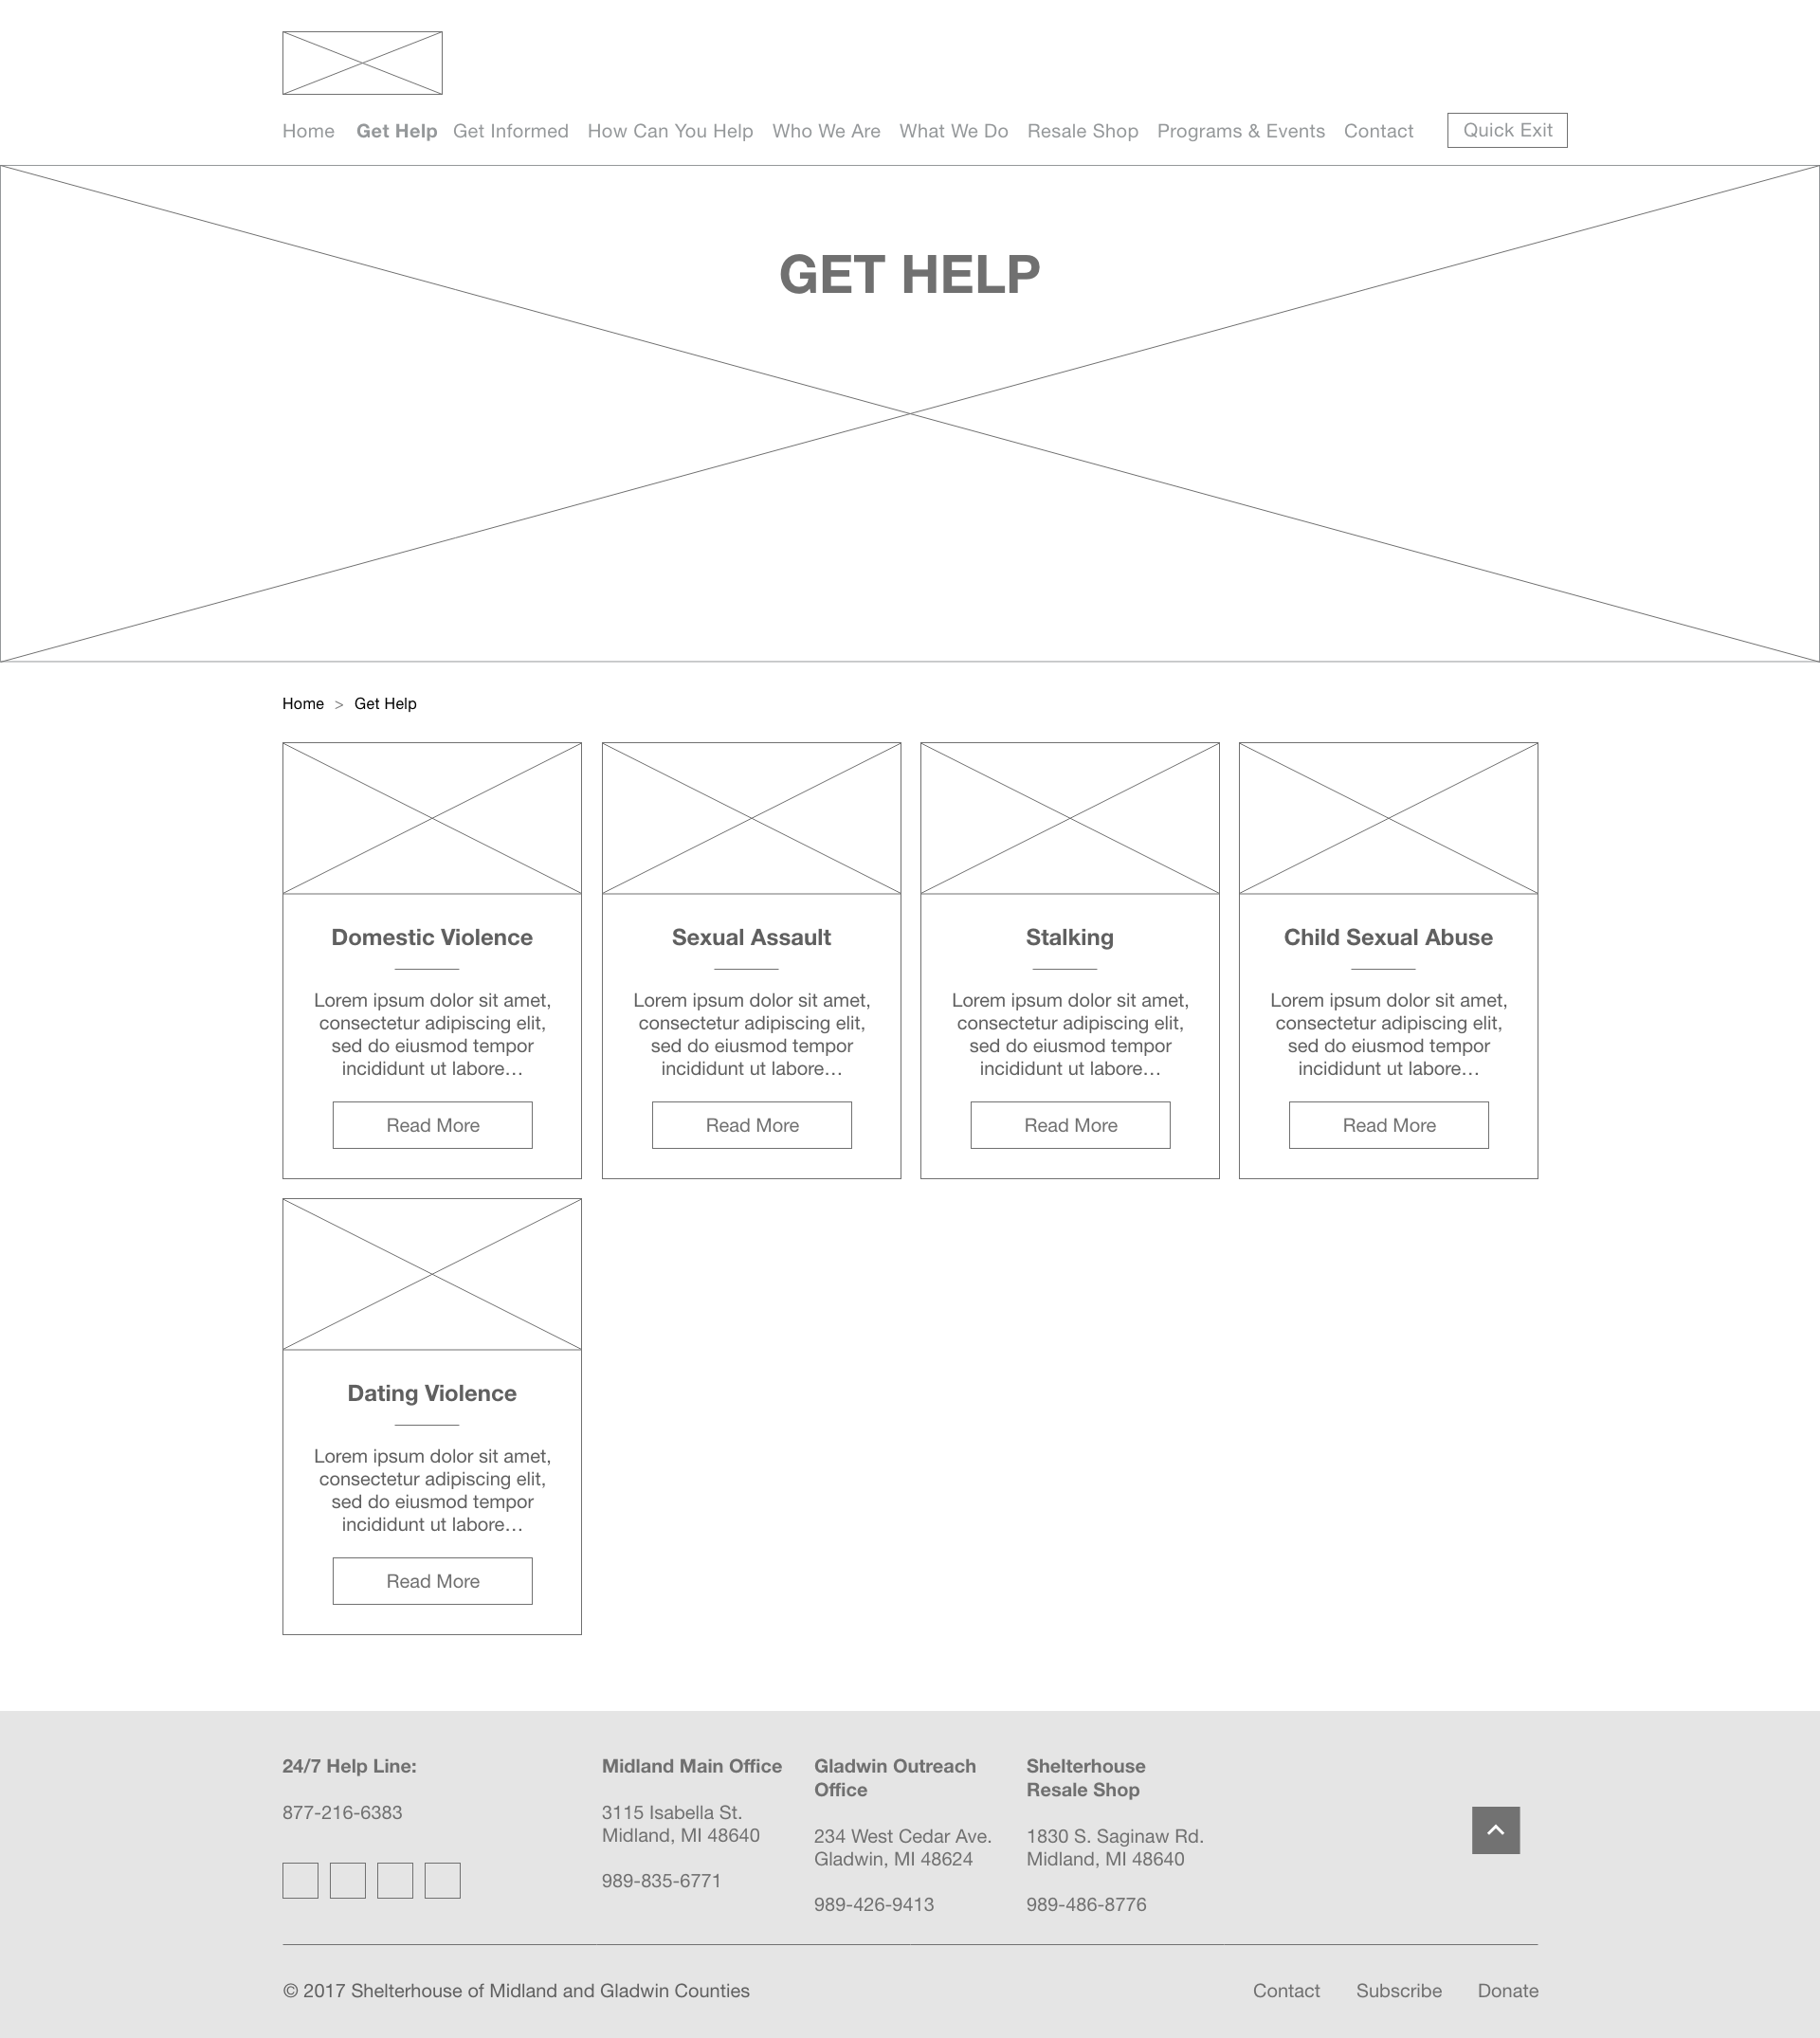 Home Get Help Get Informed How Can You Help Who We Are What We Do Resale Shop Programs & Events Contact Quick Exit
GET HELP
Home > Get Help
Domestic Violence
Lorem ipsum dolor sit amet,
consectetur adipiscing elit,
sed do eiusmod tempor
incididunt ut labore…
Read More
Sexual Assault
Lorem ipsum dolor sit amet,
consectetur adipiscing elit,
sed do eiusmod tempor
incididunt ut labore…
Read More
Stalking
Lorem ipsum dolor sit amet,
consectetur adipiscing elit,
sed do eiusmod tempor
incididunt ut labore…
Read More
Child Sexual Abuse
Lorem ipsum dolor sit amet,
consectetur adipiscing elit,
sed do eiusmod tempor
incididunt ut labore…
Read More
Dating Violence
Lorem ipsum dolor sit amet,
consectetur adipiscing elit,
sed do eiusmod tempor
incididunt ut labore…
Read More
24/7 Help Line:
877-216-6383
Midland Main Office
3115 Isabella St.
Midland, MI 48640
989-835-6771
Gladwin Outreach
Office
234 West Cedar Ave.
Gladwin, MI 48624
989-426-9413
Shelterhouse
Resale Shop
1830 S. Saginaw Rd.
Midland, MI 48640
989-486-8776
© 2017 Shelterhouse of Midland and Gladwin Counties
Contact Subscribe Donate